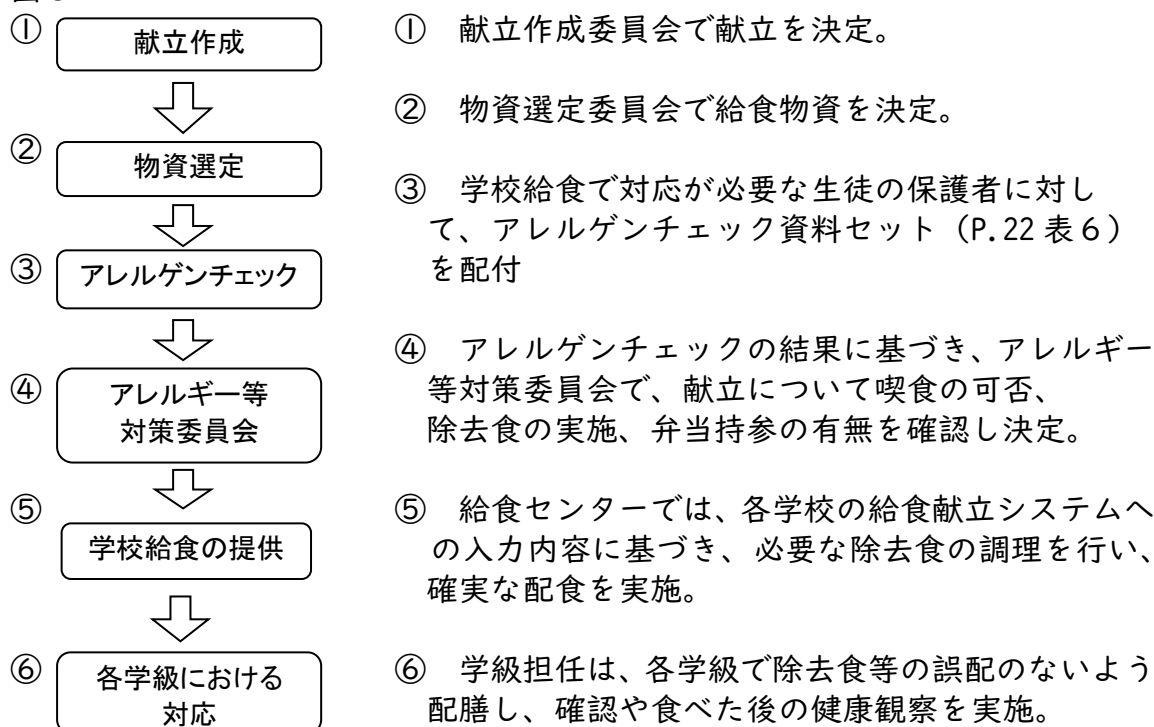 ① 献立作成
① 献立作成委員会で献立を決定。
② 物資選定
② 物資選定委員会で給食物資を決定。
③ アレルゲンチェック
③ 学校給食で対応が必要な生徒の保護者に対し
て、アレルゲンチェック資料セット（P.22 表6）
を配付
④ アレルギー等
対策委員会
④ アレルゲンチェックの結果に基づき、アレルギー
等対策委員会で、献立について喫食の可否、
除去食の実施、弁当持参の有無を確認し決定。
⑤ 学校給食の提供
⑤ 給食センターでは、各学校の給食献立システムへ
の入力内容に基づき、必要な除去食の調理を行い、
確実な配食を実施。
⑥ 各学級における
対応
⑥ 学級担任は、各学級で除去食等の誤配のないよう
配膳し、確認や食べた後の健康観察を実施。